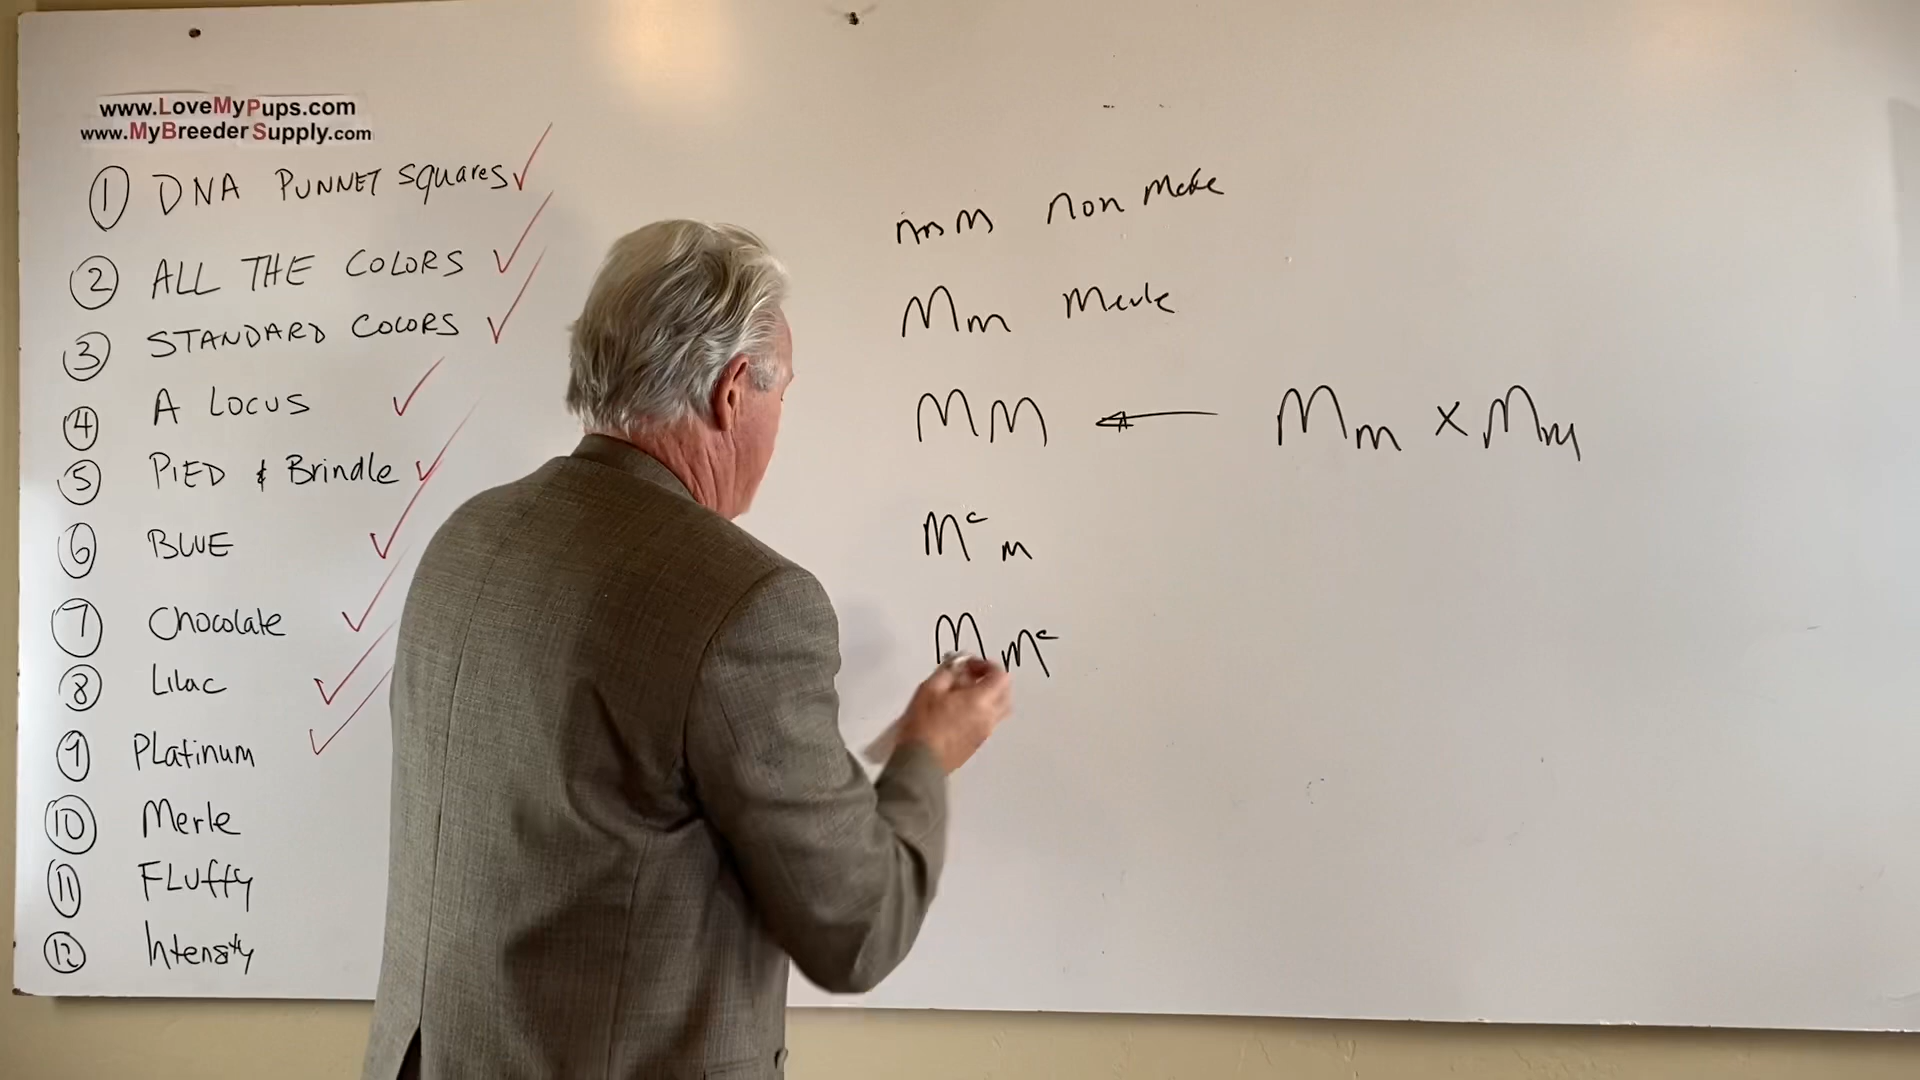 www.LoveMyPups.com
www.MyBreederSupply.com
① DNA PUNNET SQuares ✓
② ALL THE COLORS ✓
③ STANDARD COLORS ✓
④ A LOCUS ✓
⑤ PIED & Brindle ✓
⑥ BLUE ✓
⑦ Chocolate ✓
⑧ Lilac ✓
⑨ PLatinum ✓
⑩ Merle
⑪ FLuffy
⑫ Intensity
mm non Merle
Mm Merle
MM ← Mm x Mm
Mᶜ m
M Mᶜ